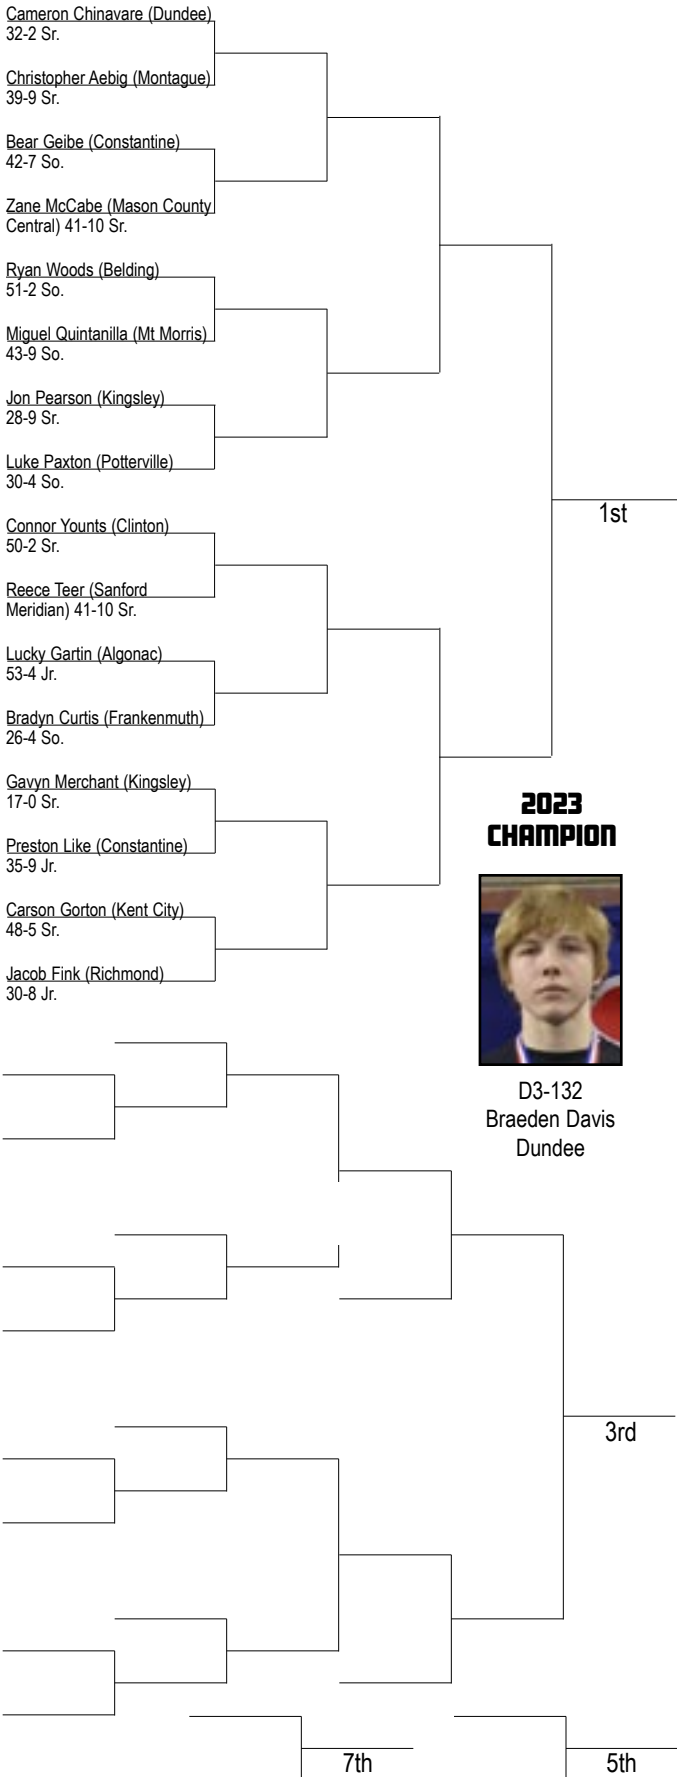 Cameron Chinavare (Dundee)
32-2 Sr.
Christopher Aebig (Montague)
39-9 Sr.
Bear Geibe (Constantine)
42-7 So.
Zane McCabe (Mason County
Central) 41-10 Sr.
Ryan Woods (Belding)
51-2 So.
Miguel Quintanilla (Mt Morris)
43-9 So.
Jon Pearson (Kingsley)
28-9 Sr.
Luke Paxton (Potterville)
30-4 So.
Connor Younts (Clinton)
50-2 Sr.
Reece Teer (Sanford
Meridian) 41-10 Sr.
Lucky Gartin (Algonac)
53-4 Jr.
Bradyn Curtis (Frankenmuth)
26-4 So.
Gavyn Merchant (Kingsley)
17-0 Sr.
Preston Like (Constantine)
35-9 Jr.
Carson Gorton (Kent City)
48-5 Sr.
Jacob Fink (Richmond)
30-8 Jr.
1st
2023
CHAMPION
D3-132
Braeden Davis
Dundee
3rd
7th
5th